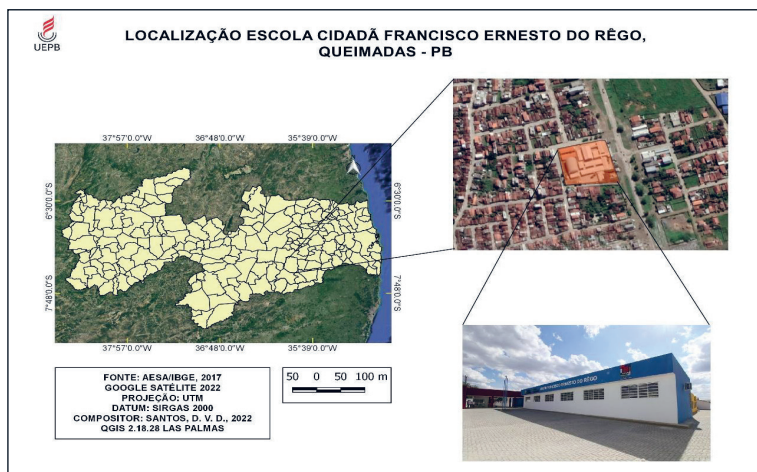 UEPB
LOCALIZAÇÃO ESCOLA CIDADÃ FRANCISCO ERNESTO DO RÊGO,
QUEIMADAS - PB
37°57'0.0"W 36°48'0.0"W 35°39'0.0"W
6°30'0.0"S
6°30'0.0"S
7°48'0.0"S
7°48'0.0"S
37°57'0.0"W 36°48'0.0"W 35°39'0.0"W
FONTE: AESA/IBGE, 2017
GOOGLE SATÉLITE 2022
PROJEÇÃO: UTM
DATUM: SIRGAS 2000
COMPOSITOR: SANTOS, D. V. D., 2022
QGIS 2.18.28 LAS PALMAS
50 0 50 100 m
ERNESTO DO RÊGO